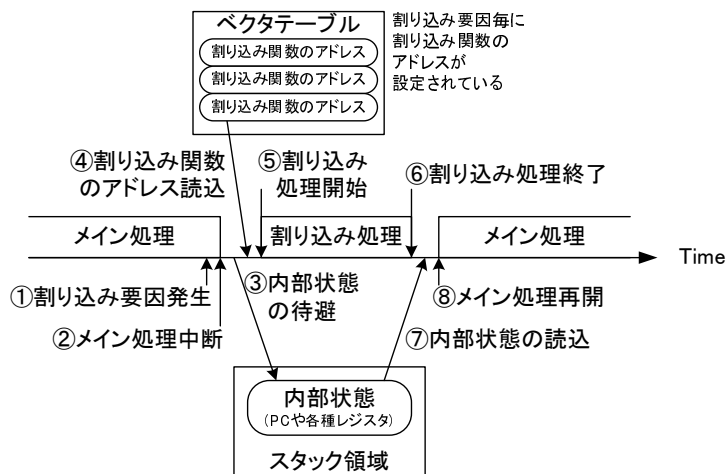 ベクタテーブル
割り込み関数のアドレス
割り込み関数のアドレス
割り込み関数のアドレス
割り込み要因毎に
割り込み関数の
アドレスが
設定されている
④割り込み関数
のアドレス読込
⑤割り込み
処理開始
⑥割り込み処理終了
メイン処理
割り込み処理
メイン処理
Time
①割り込み要因発生
②メイン処理中断
③内部状態
の待避
⑧メイン処理再開
⑦内部状態の読込
内部状態
(PCや各種レジスタ)
スタック領域